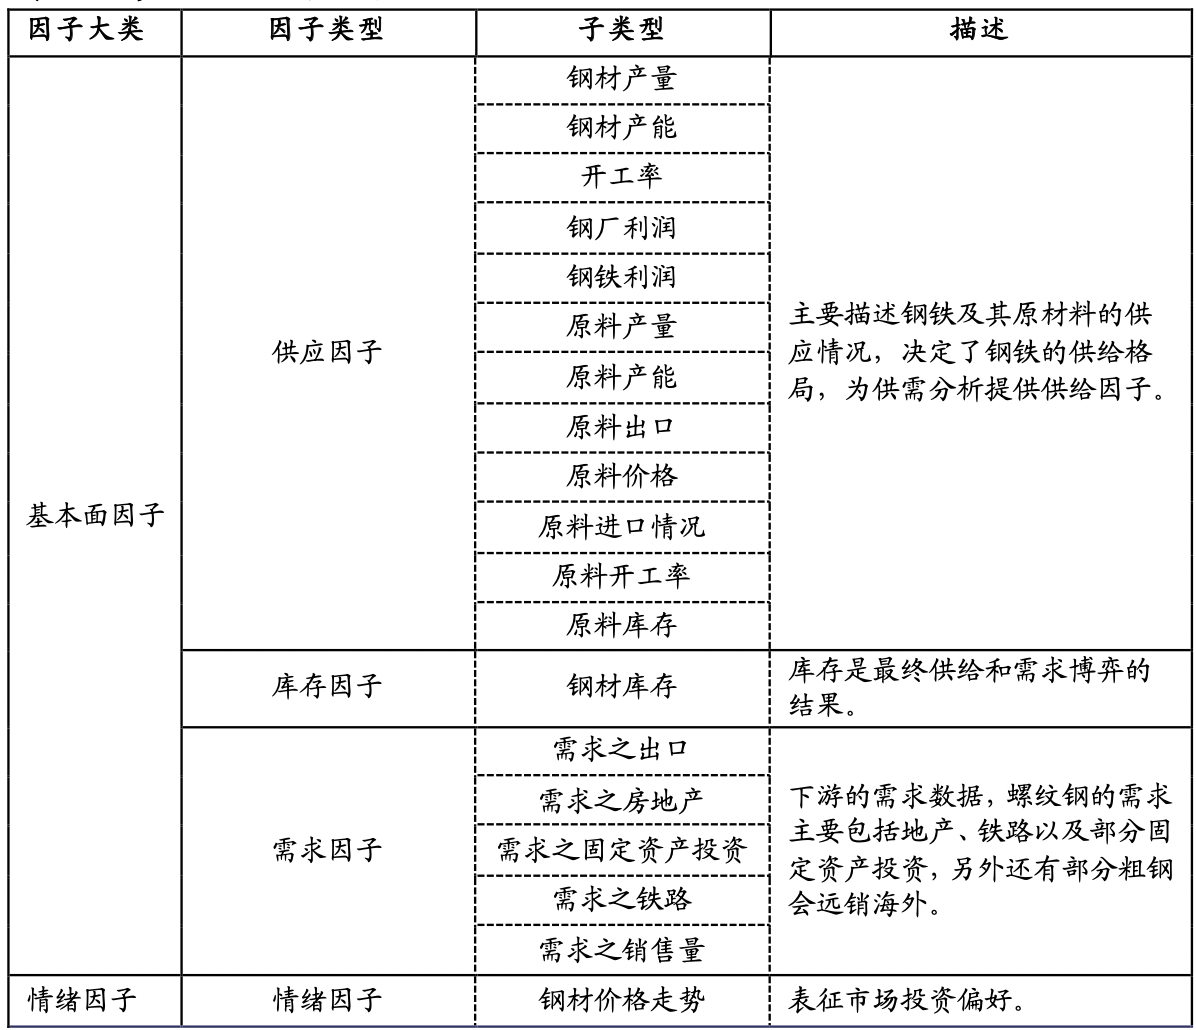 因子大类 因子类型 子类型 描述
钢材产量
钢材产能
开工率
钢厂利润
钢铁利润
原料产量
供应因子
原料产能
原料出口
原料价格
原料进口情况
原料开工率
原料库存
主要描述钢铁及其原材料的供
应情况，决定了钢铁的供给格
局，为供需分析提供供给因子。
基本面因子
库存因子 钢材库存
库存是最终供给和需求博弈的
结果。
需求因子
需求之出口
需求之房地产
需求之固定资产投资
需求之铁路
需求之销售量
下游的需求数据，螺纹钢的需求
主要包括地产、铁路以及部分固
定资产投资，另外还有部分粗钢
会远销海外。
情绪因子 情绪因子 钢材价格走势 表征市场投资偏好。